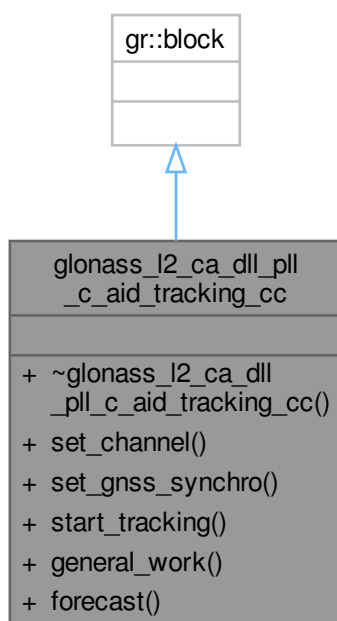 gr::block
glonass_l2_ca_dll_pll
_c_aid_tracking_cc
+ ~glonass_l2_ca_dll
_pll_c_aid_tracking_cc()
+ set_channel()
+ set_gnss_synchro()
+ start_tracking()
+ general_work()
+ forecast()